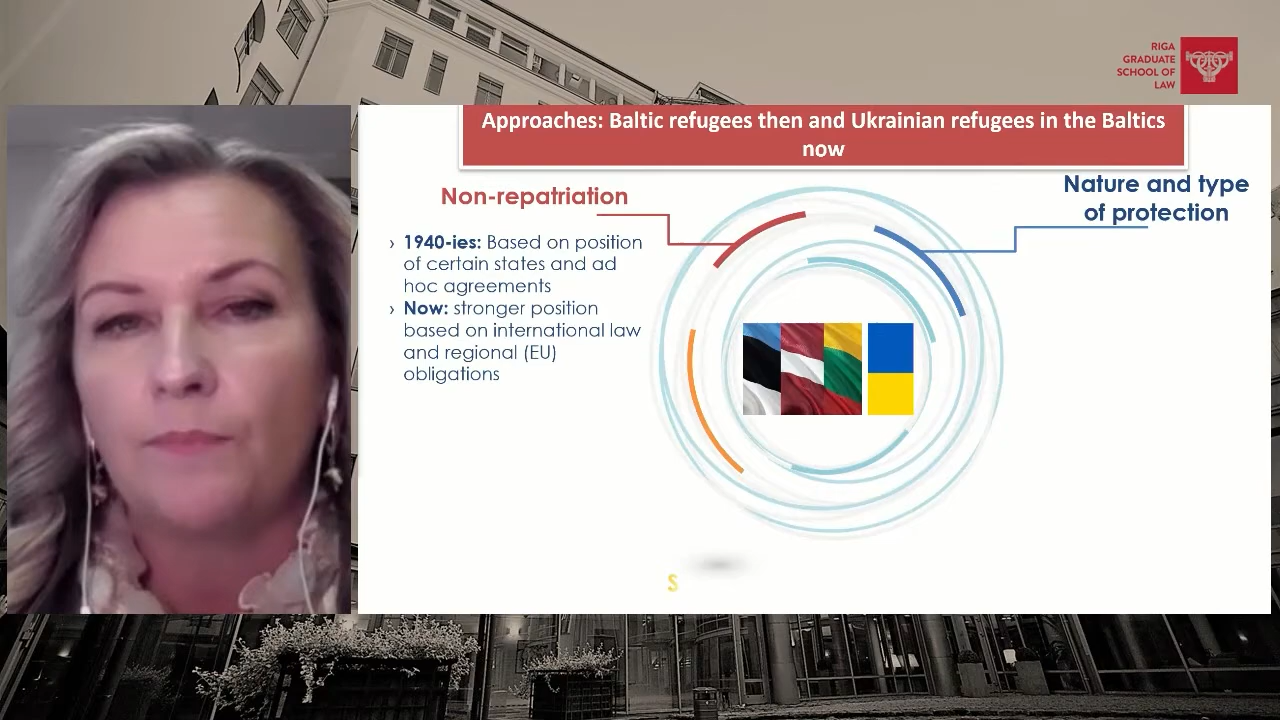 RIGA
GRADUATE
SCHOOL OF
LAW
Approaches: Baltic refugees then and Ukrainian refugees in the Baltics
now
Non-repatriation
› 1940-ies: Based on position
of certain states and ad
hoc agreements
› Now: stronger position
based on international law
and regional (EU)
obligations
Nature and type
of protection
S